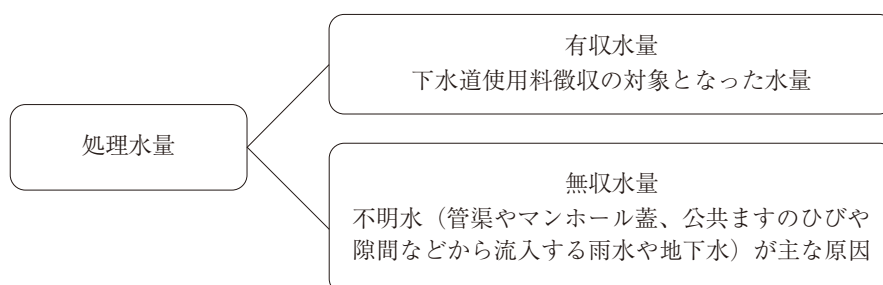 処理水量
有収水量
下水道使用料徴収の対象となった水量
無収水量
不明水（管渠やマンホール蓋、公共ますのひびや
隙間などから流入する雨水や地下水）が主な原因